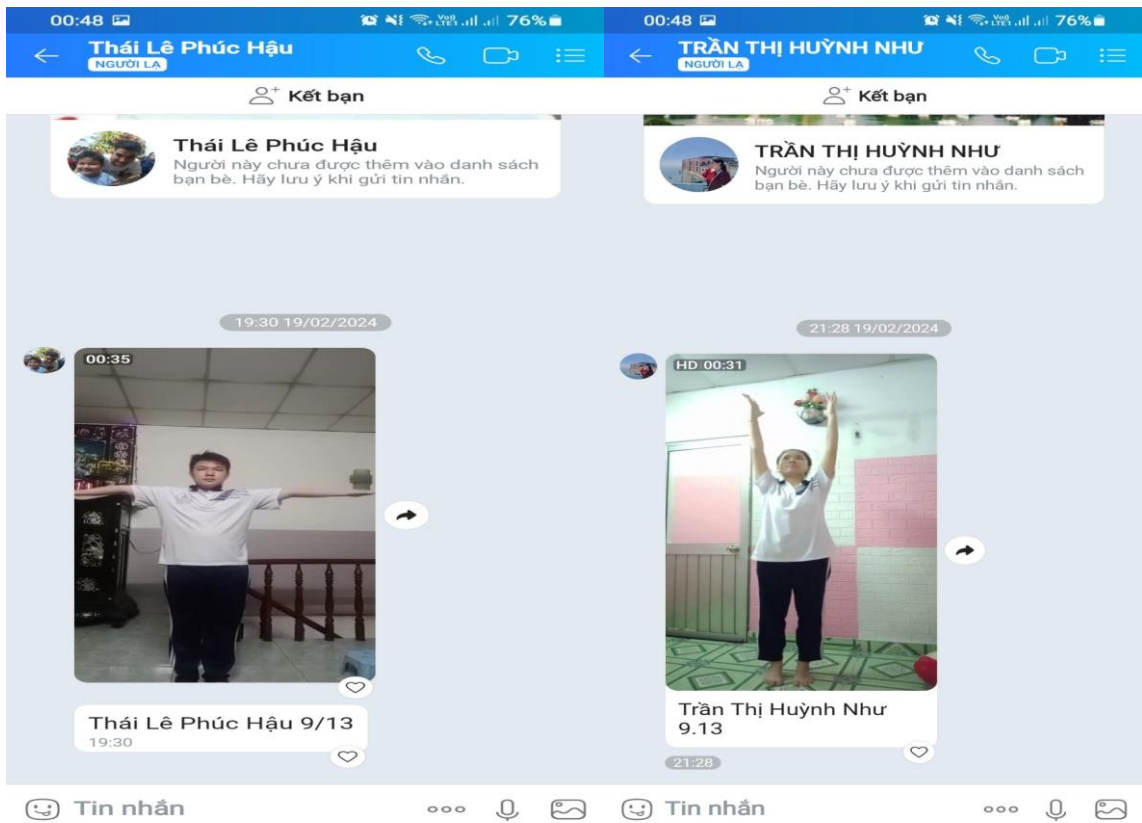 00:48
VoB LTE1 76%
Thái Lê Phúc Hậu
NGƯỜI LẠ
Kết bạn
Thái Lê Phúc Hậu
Người này chưa được thêm vào danh sách
bạn bè. Hãy lưu ý khi gửi tin nhắn.
19:30 19/02/2024
00:35
Thái Lê Phúc Hậu 9/13
19:30
Tin nhắn
00:48
76%
TRẦN THỊ HUỲNH NHƯ
NGƯỜI LẠ
Kết bạn
TRẦN THỊ HUỲNH NHƯ
Người này chưa được thêm vào danh sách
bạn bè. Hãy lưu ý khi gửi tin nhắn.
21:28 19/02/2024
HD 00:31
Trần Thị Huỳnh Như
9.13
21:28
Tin nhắn